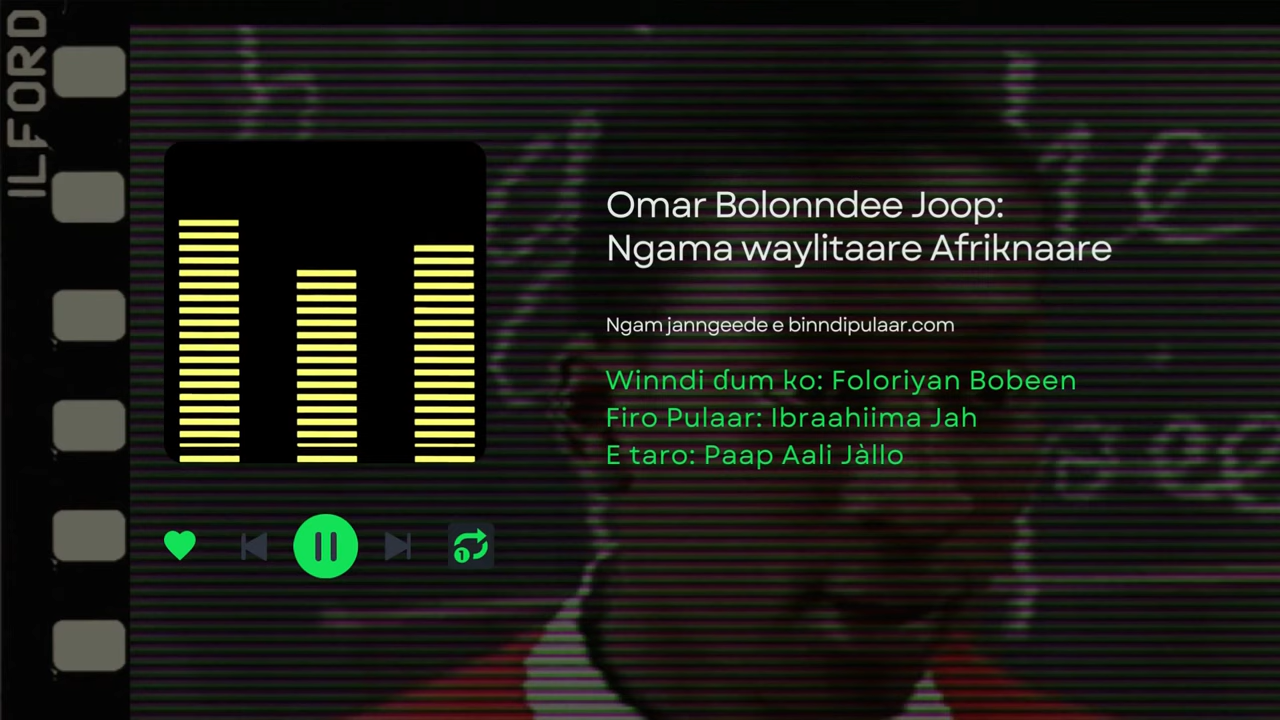 ILFORD
Omar Bolonndee Joop:
Ngama waylitaare Afriknaare
Ngam janngeede e binndipulaar.com
Winndi ɗum ko: Foloriyan Bobeen
Firo Pulaar: Ibraahiima Jah
E taro: Paap Aali Jàllo
1